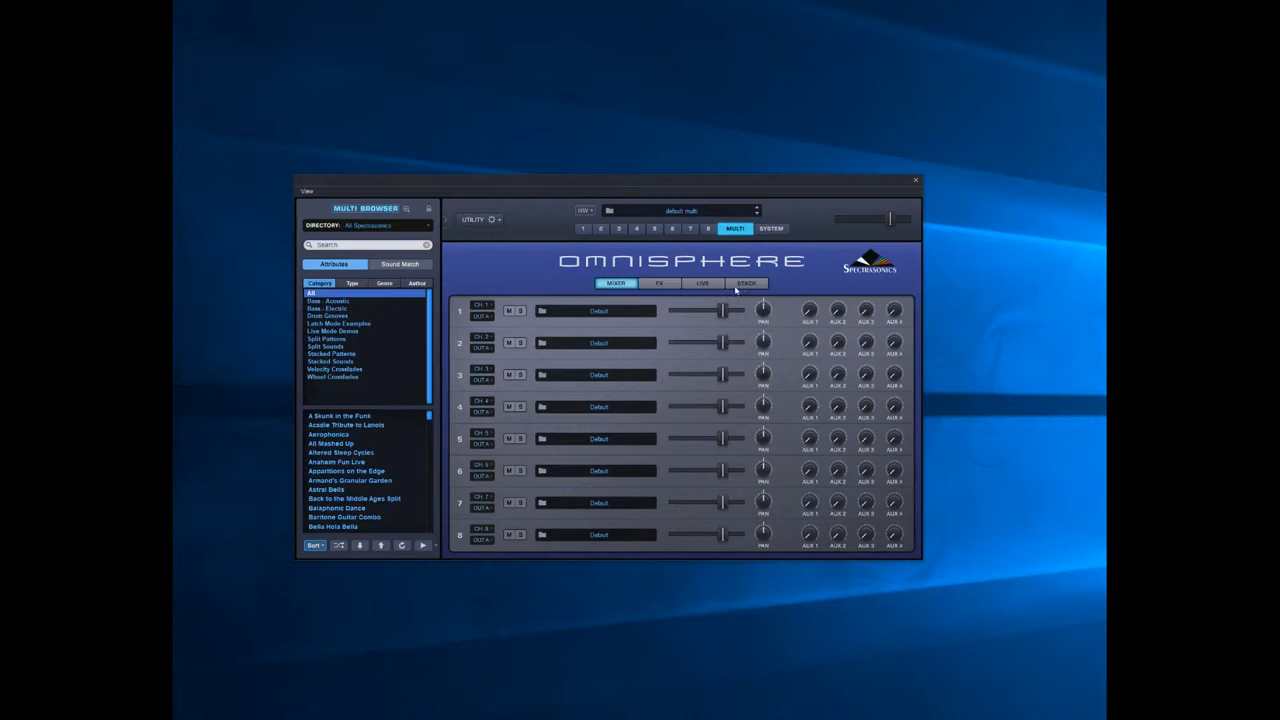 View
MULTI BROWSER
DIRECTORY: All Spectrasonics
Search
Attributes Sound Match
Category Type Genre Author
All
Bass - Acoustic
Bass - Electric
Drum Grooves
Latch Mode Examples
Live Mode Demos
Split Patterns
Split Sounds
Stacked Patterns
Stacked Sounds
Velocity Crossfades
Wheel Crossfades
A Skunk in the Funk
Acadie Tribute to Lanois
Aerophonica
All Mashed Up
Altered Sleep Cycles
Anaheim Fun Live
Apparitions on the Edge
Armand's Granular Garden
Astral Bells
Back to the Middle Ages Split
Balaphonic Dance
Baritone Guitar Combo
Bella Hola Bella
Sort
UTILITY
HW default multi
1 2 3 4 5 6 7 8 MULTI SYSTEM
OMNISPHERE
SPECTRASONICS
MIXER FX LIVE STACK
1 CH. 1 OUT A M S Default PAN AUX 1 AUX 2 AUX 3 AUX 4
2 CH. 2 OUT A M S Default PAN AUX 1 AUX 2 AUX 3 AUX 4
3 CH. 3 OUT A M S Default PAN AUX 1 AUX 2 AUX 3 AUX 4
4 CH. 4 OUT A M S Default PAN AUX 1 AUX 2 AUX 3 AUX 4
5 CH. 5 OUT A M S Default PAN AUX 1 AUX 2 AUX 3 AUX 4
6 CH. 6 OUT A M S Default PAN AUX 1 AUX 2 AUX 3 AUX 4
7 CH. 7 OUT A M S Default PAN AUX 1 AUX 2 AUX 3 AUX 4
8 CH. 8 OUT A M S Default PAN AUX 1 AUX 2 AUX 3 AUX 4